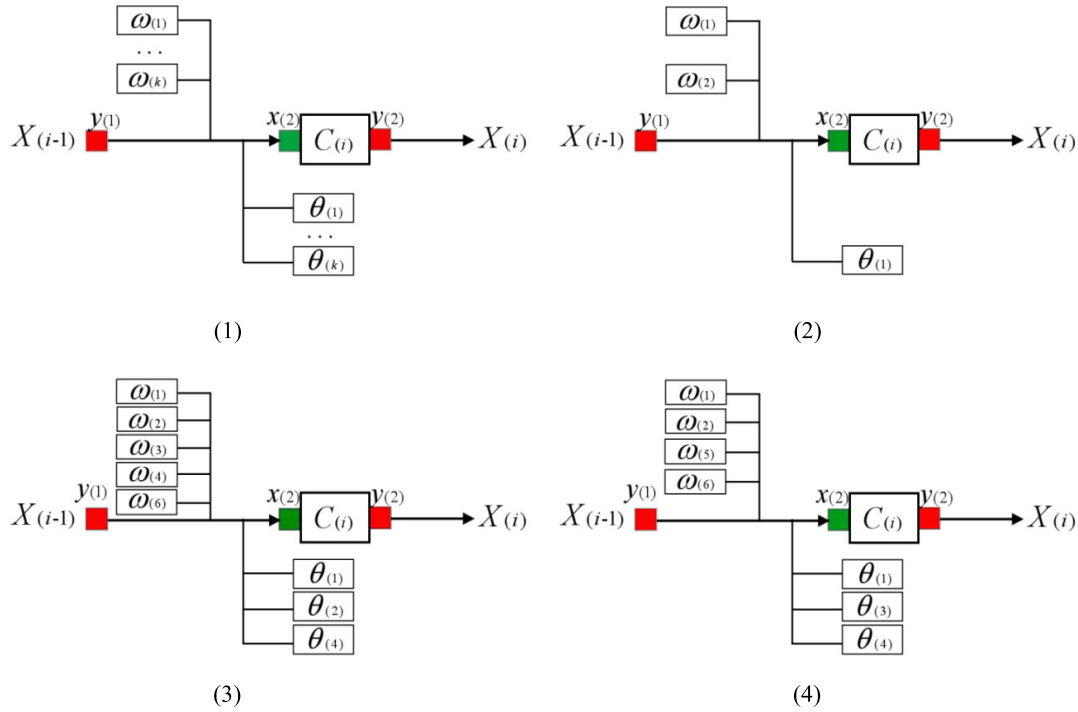 ω(1)
...
ω(k)
X(i-1) y(1) x(2) C(i) y(2) X(i)
θ(1)
...
θ(k)
(1)
ω(1)
ω(2)
X(i-1) y(1) x(2) C(i) y(2) X(i)
θ(1)
(2)
ω(1)
ω(2)
ω(3)
ω(4)
ω(6)
X(i-1) y(1) x(2) C(i) y(2) X(i)
θ(1)
θ(2)
θ(4)
(3)
ω(1)
ω(2)
ω(5)
ω(6)
X(i-1) y(1) x(2) C(i) y(2) X(i)
θ(1)
θ(3)
θ(4)
(4)